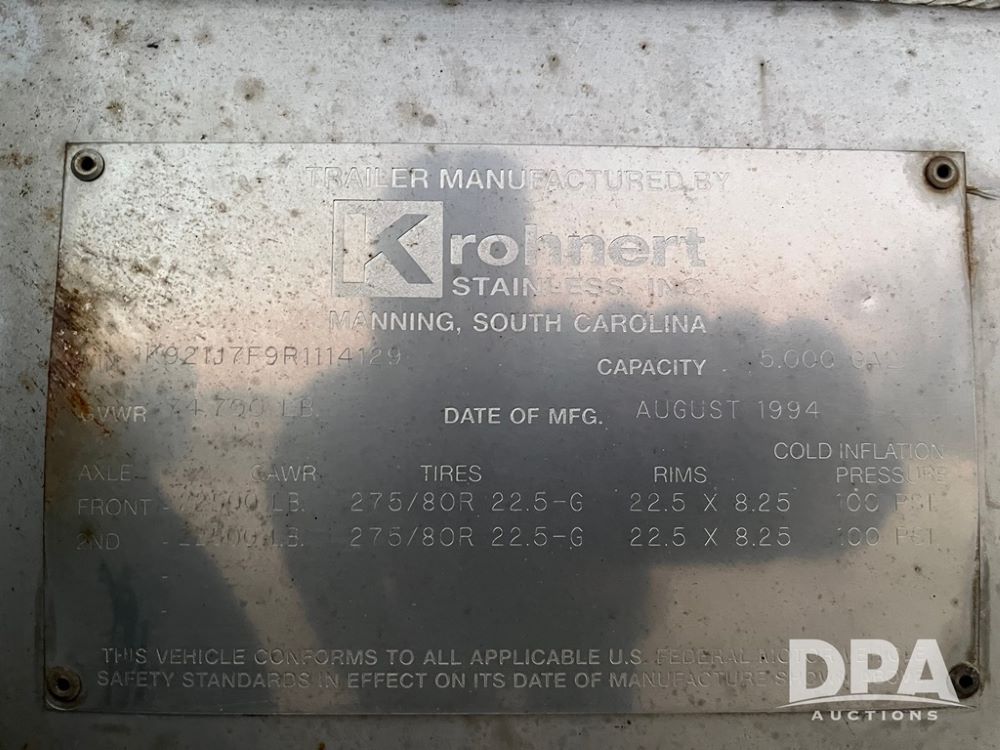 TRAILER MANUFACTURED BY
Krohnert
STAINLESS, INC.
MANNING, SOUTH CAROLINA
1K921J7F9R1114129
CAPACITY 5,000 GAL
GVWR LB. DATE OF MFG. AUGUST 1994
COLD INFLATION
AXLE GAWR TIRES RIMS PRESSURE
FRONT LB. 275/80R 22.5-G 22.5 X 8.25 100 PSI.
2ND LB. 275/80R 22.5-G 22.5 X 8.25 100 PSI.
THIS VEHICLE CONFORMS TO ALL APPLICABLE U.S. FEDERAL
SAFETY STANDARDS IN EFFECT ON ITS DATE OF MANUFACTURE
DPA
AUCTIONS